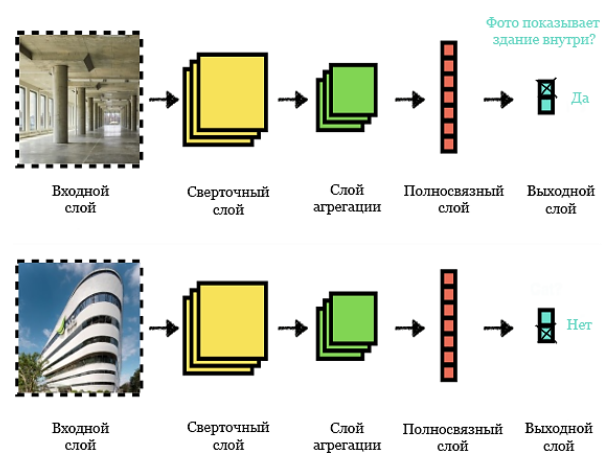 Фото показывает
здание внутри?
Да
Входной
слой
Сверточный
слой
Слой
агрегации
Полносвязный
слой
Выходной
слой
Нет
Входной
слой
Сверточный
слой
Слой
агрегации
Полносвязный
слой
Выходной
слой